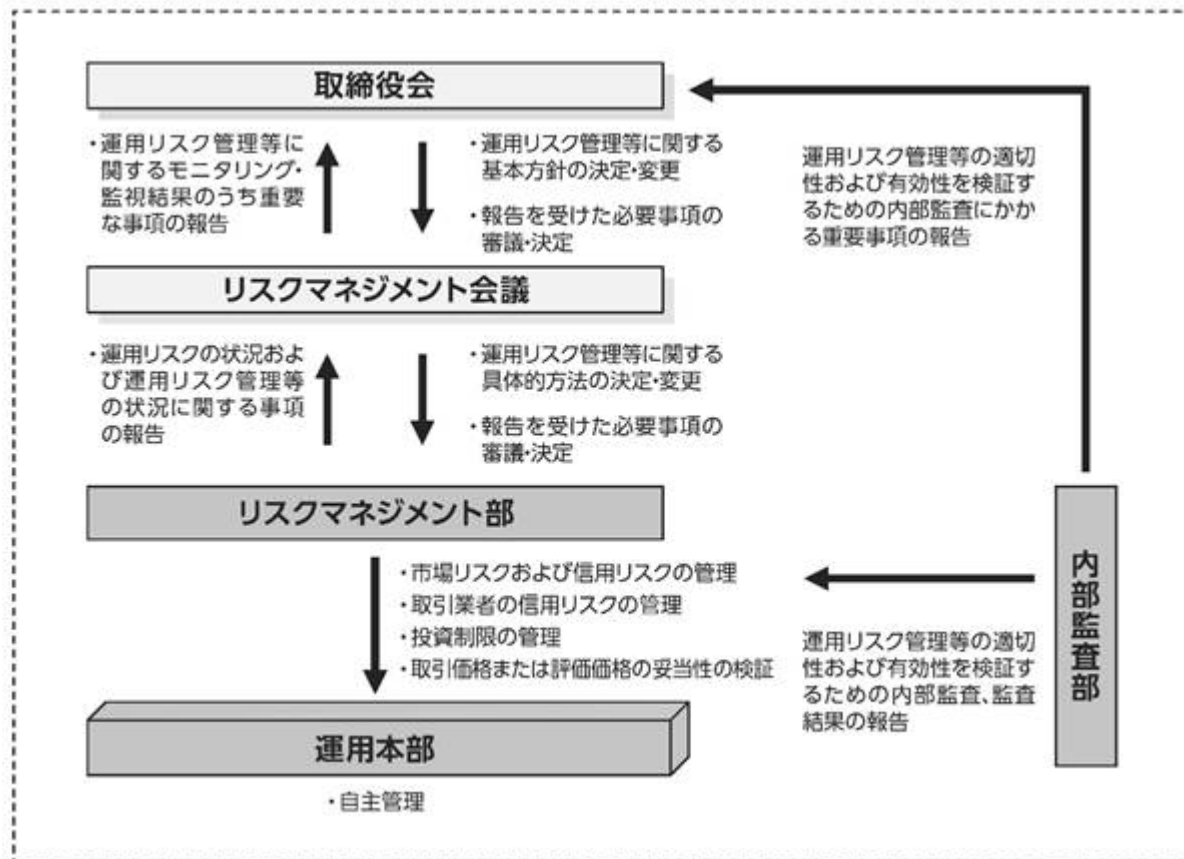 取締役会
・運用リスク管理等に
関するモニタリング・
監視結果のうち重要
な事項の報告
・運用リスク管理等に関する
基本方針の決定・変更
・報告を受けた必要事項の
審議・決定
運用リスク管理等の適切
性および有効性を検証す
るための内部監査にかか
る重要事項の報告
リスクマネジメント会議
・運用リスクの状況およ
び運用リスク管理等
の状況に関する事項
の報告
・運用リスク管理等に関する
具体的方法の決定・変更
・報告を受けた必要事項の
審議・決定
リスクマネジメント部
・市場リスクおよび信用リスクの管理
・取引業者の信用リスクの管理
・投資制限の管理
・取引価格または評価価格の妥当性の検証
運用リスク管理等の適切
性および有効性を検証す
るための内部監査、監査
結果の報告
内部監査部
運用本部
・自主管理